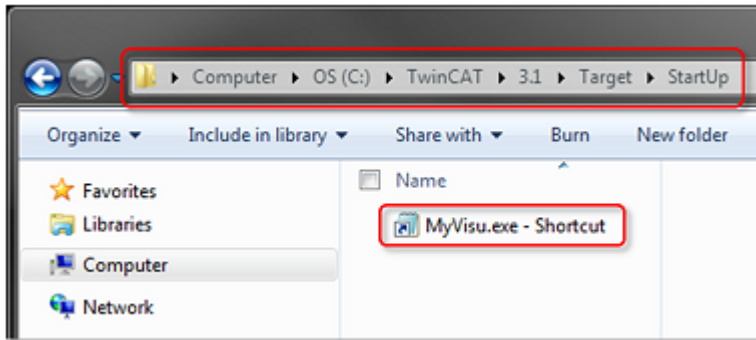 Computer OS (C:) TwinCAT 3.1 Target StartUp
Organize Include in library Share with Burn New folder
Favorites
Libraries
Computer
Network
Name
MyVisu.exe - Shortcut